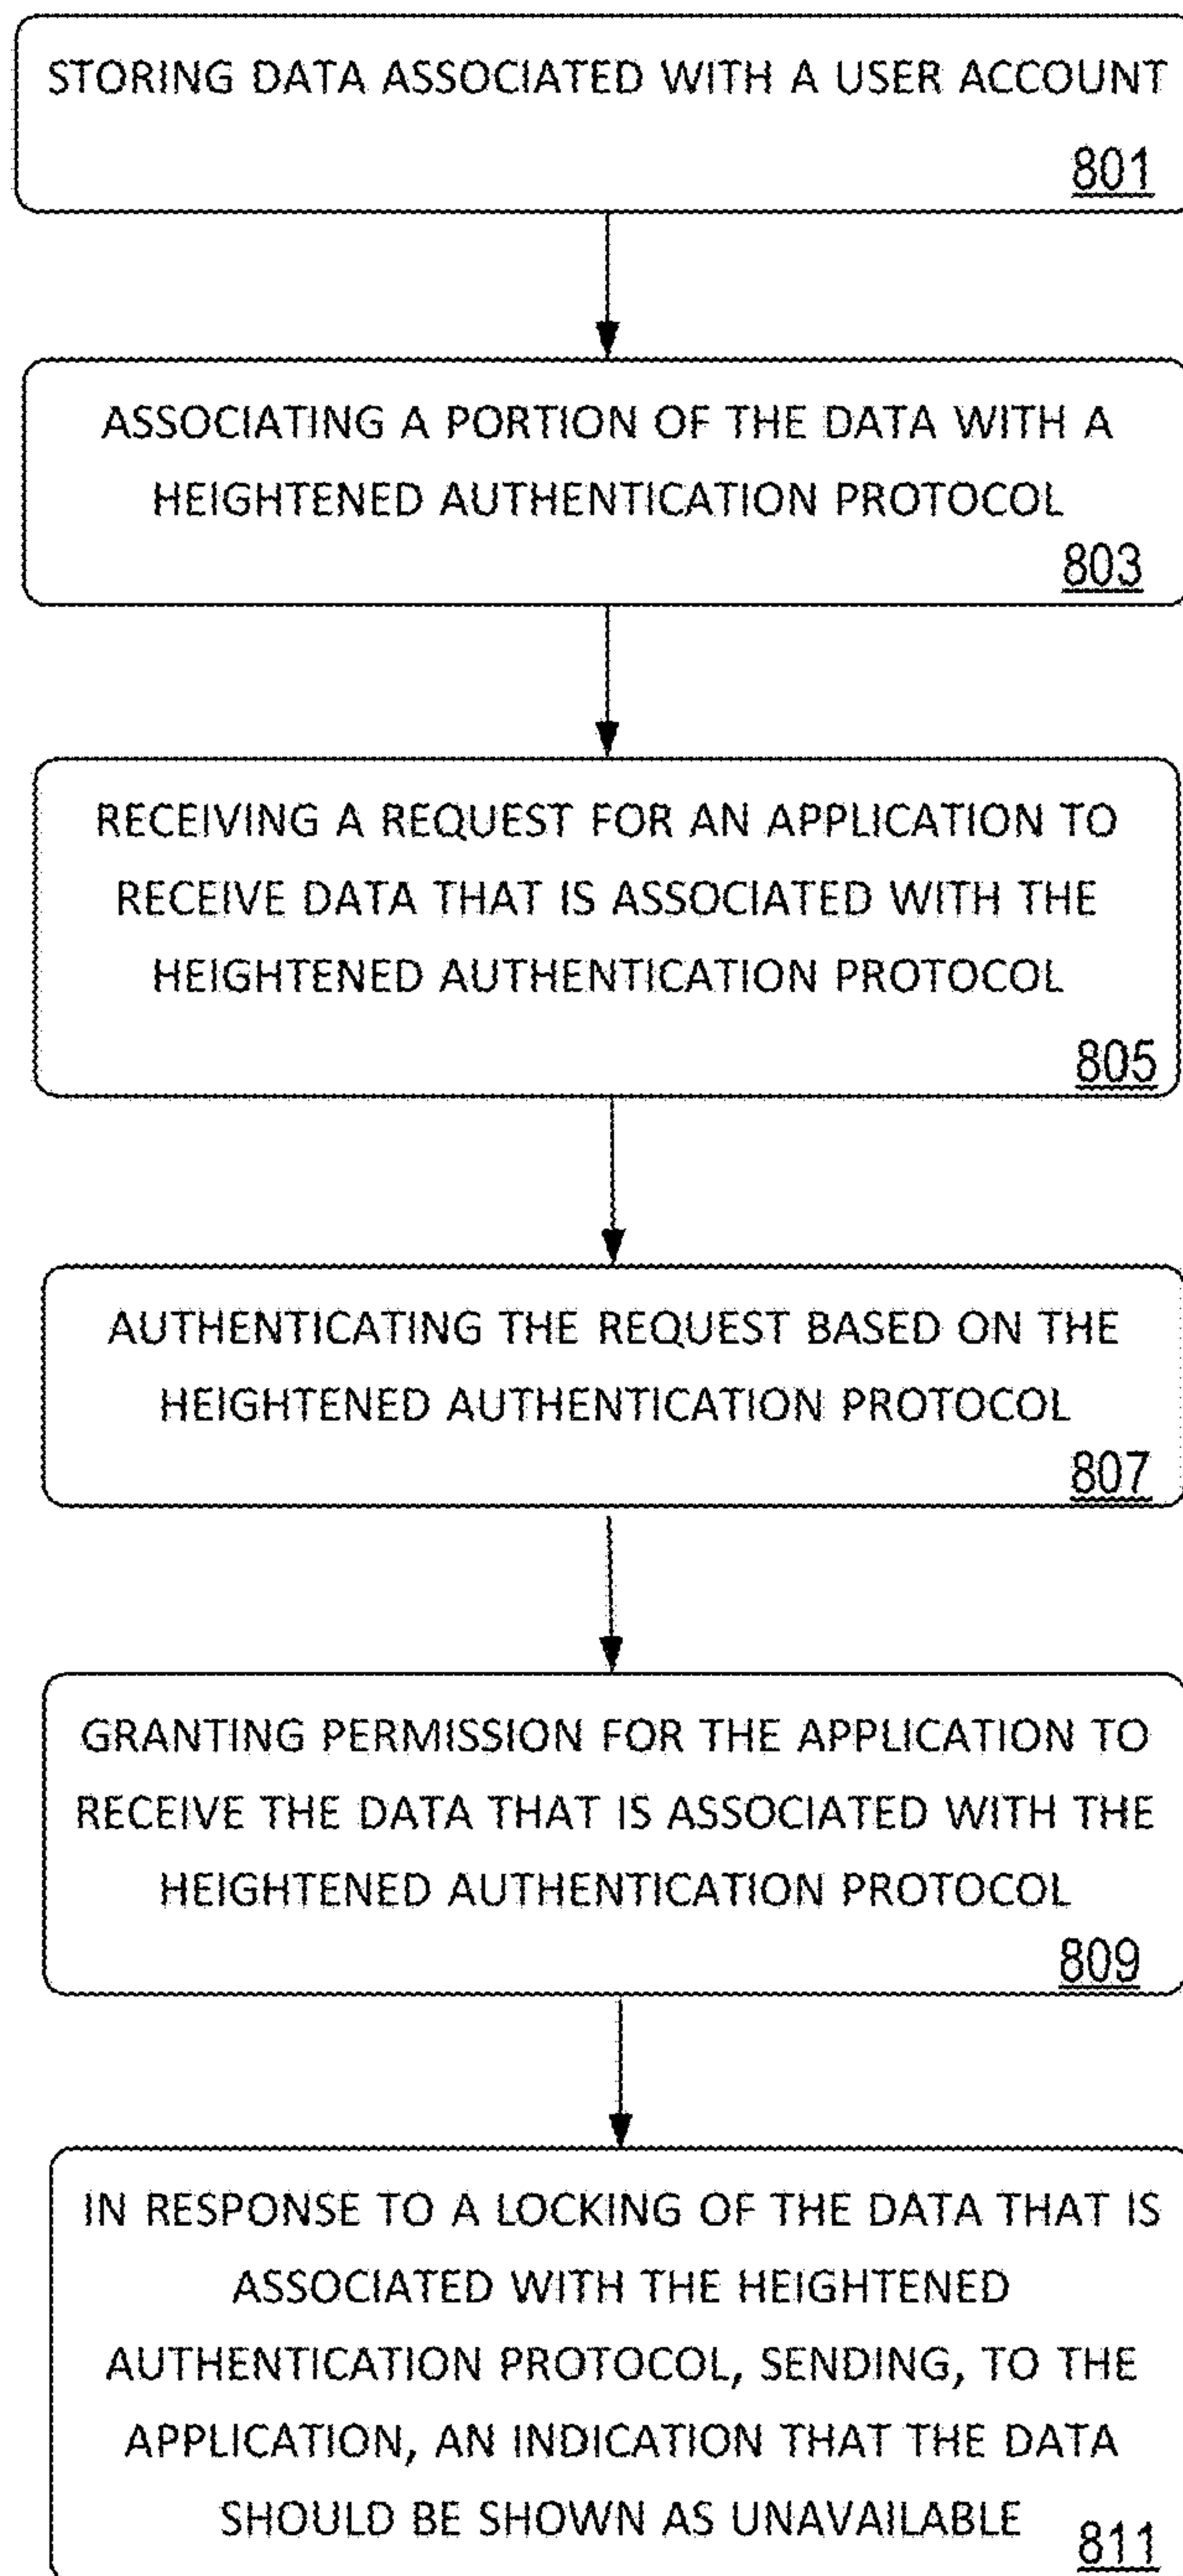 STORING DATA ASSOCIATED WITH A USER ACCOUNT
801
ASSOCIATING A PORTION OF THE DATA WITH A
HEIGHTENED AUTHENTICATION PROTOCOL
803
RECEIVING A REQUEST FOR AN APPLICATION TO
RECEIVE DATA THAT IS ASSOCIATED WITH THE
HEIGHTENED AUTHENTICATION PROTOCOL
805
AUTHENTICATING THE REQUEST BASED ON THE
HEIGHTENED AUTHENTICATION PROTOCOL
807
GRANTING PERMISSION FOR THE APPLICATION TO
RECEIVE THE DATA THAT IS ASSOCIATED WITH THE
HEIGHTENED AUTHENTICATION PROTOCOL
809
IN RESPONSE TO A LOCKING OF THE DATA THAT IS
ASSOCIATED WITH THE HEIGHTENED
AUTHENTICATION PROTOCOL, SENDING, TO THE
APPLICATION, AN INDICATION THAT THE DATA
SHOULD BE SHOWN AS UNAVAILABLE
811